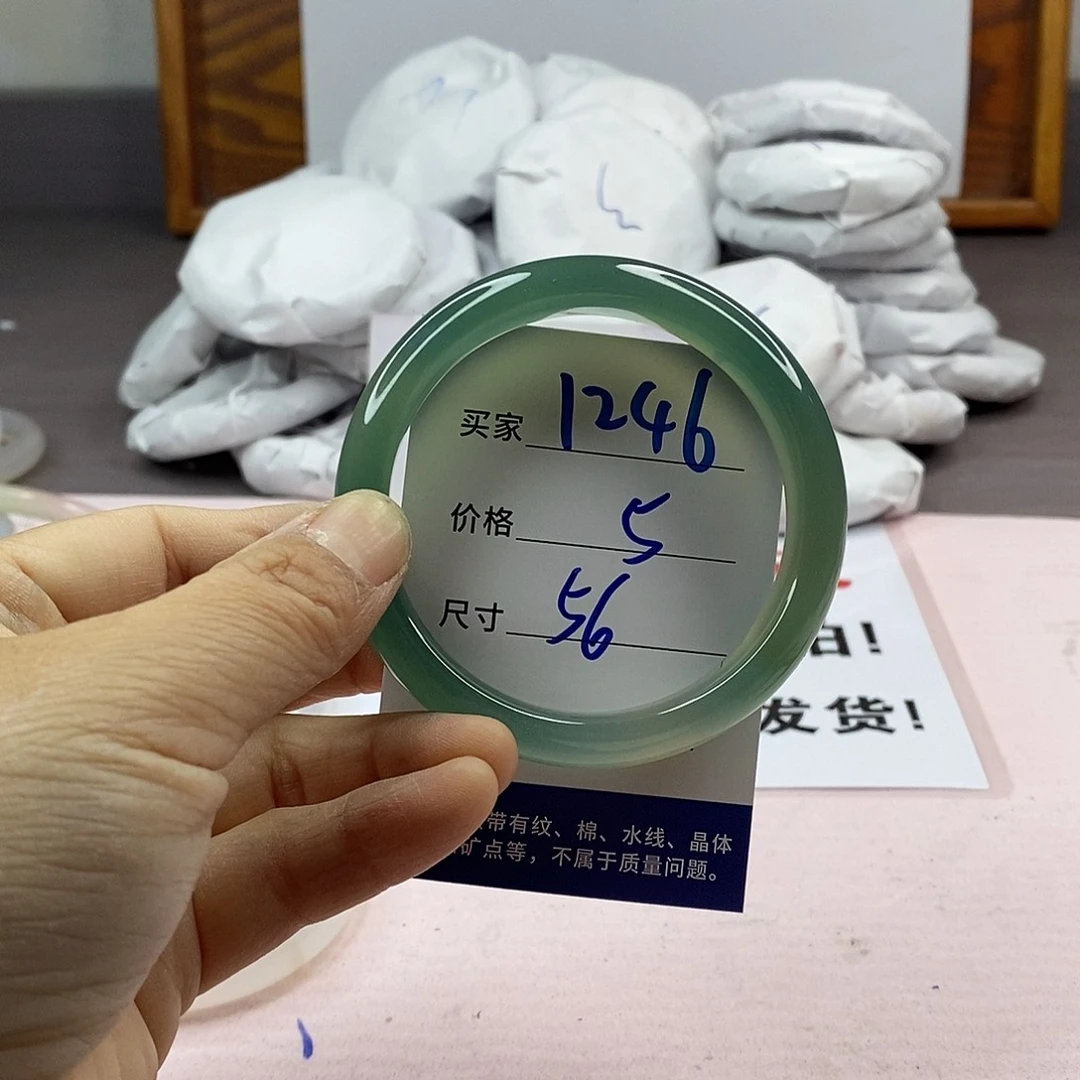 买家 1246
价格 5
尺寸 56
带有纹、棉、水线、晶体
矿点等，不属于质量问题。
!
发货!